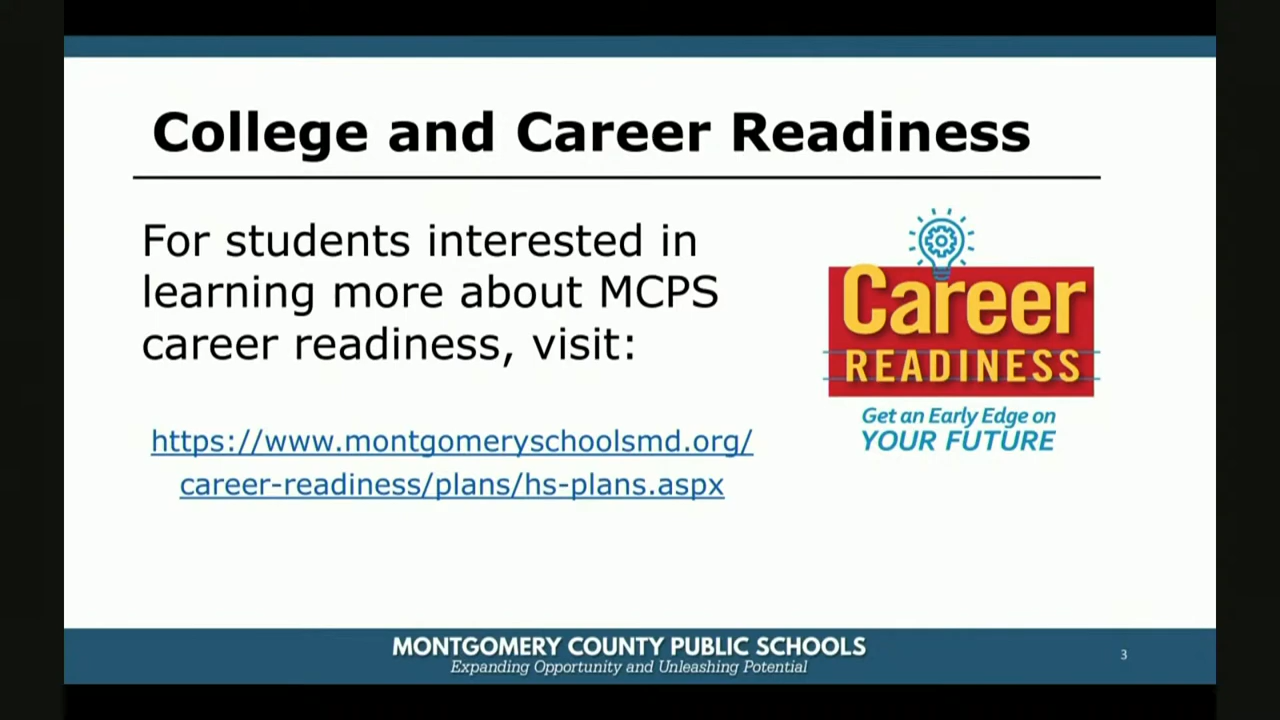 College and Career Readiness
For students interested in
learning more about MCPS
career readiness, visit:
https://www.montgomeryschoolsmd.org/
career-readiness/plans/hs-plans.aspx
Career
READINESS
Get an Early Edge on
YOUR FUTURE
MONTGOMERY COUNTY PUBLIC SCHOOLS
Expanding Opportunity and Unleashing Potential
3